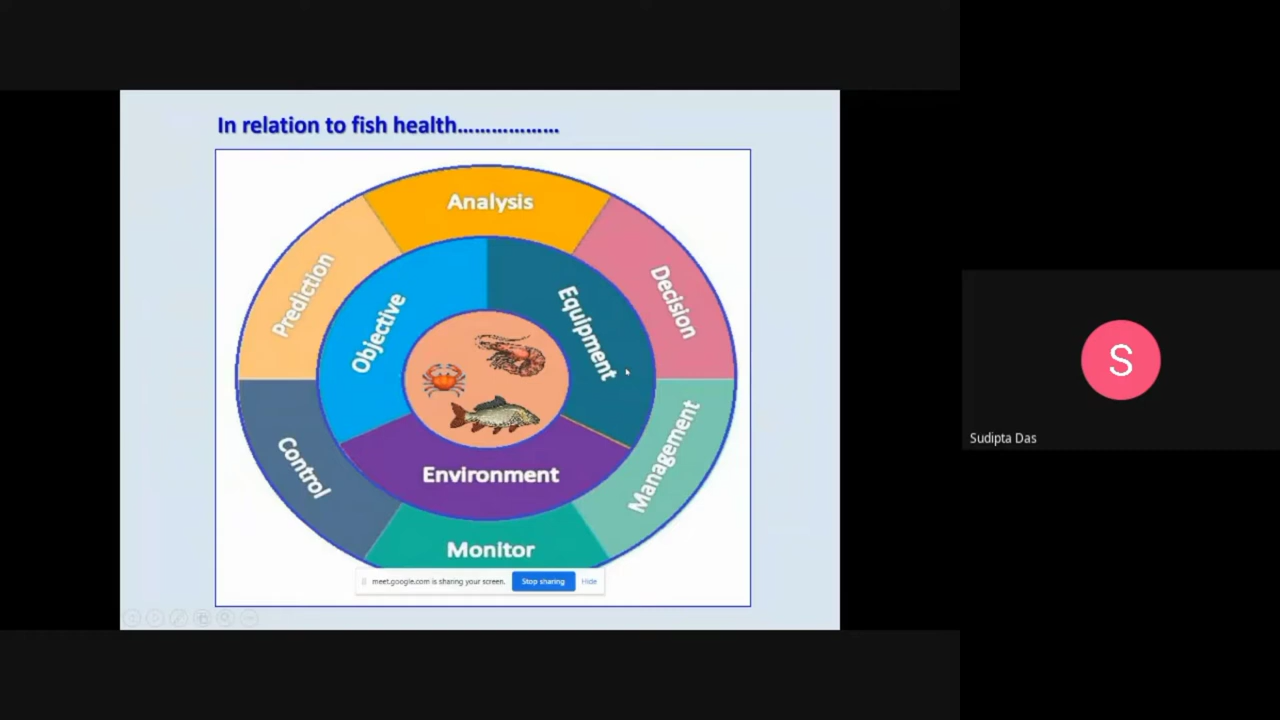 In relation to fish health………………
Analysis
Prediction
Decision
Objective
Equipment
Control
Management
Environment
Monitor
meet.google.com is sharing your screen.
Stop sharing
Hide
S
Sudipta Das